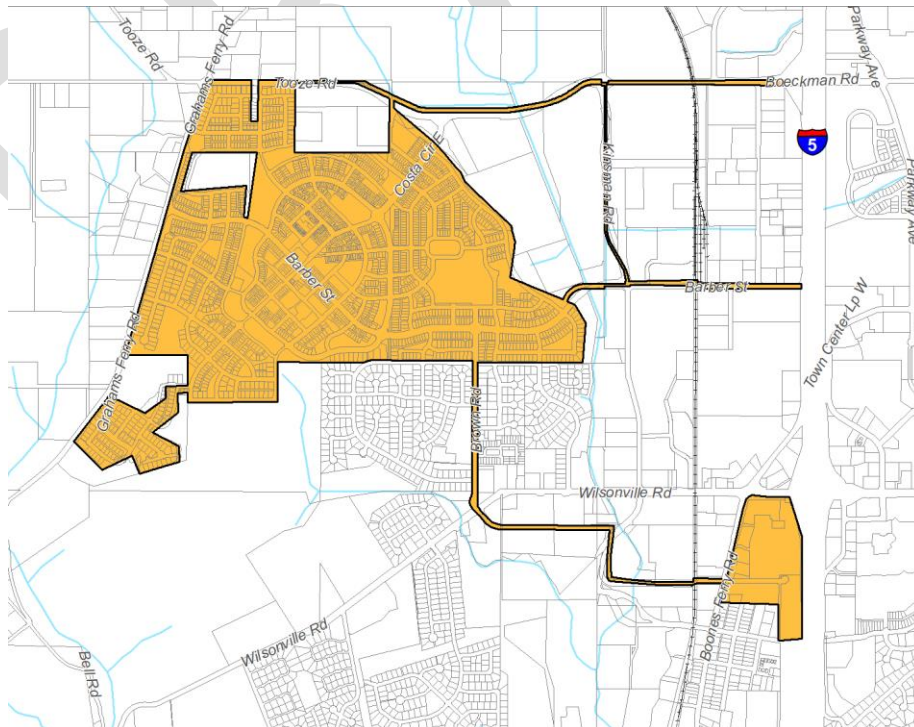 Tooze Rd
Grahams Ferry Rd
Parkway Ave
Tooze Rd
Boeckman Rd
5
Costa Cir E
Kinsman Rd
Parkway Ave
Barber St
Barber St
Town Center Lp W
Grahams Ferry Rd
Brown Rd
Wilsonville Rd
Boones Ferry Rd
Wilsonville Rd
Bell Rd